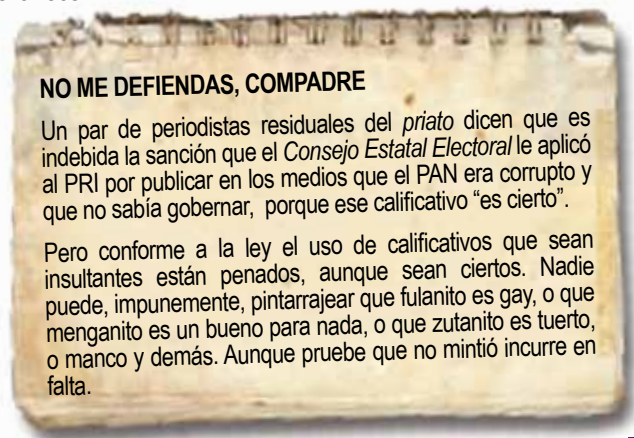 NO ME DEFIENDAS, COMPADRE
Un par de periodistas residuales del priato dicen que es
indebida la sanción que el Consejo Estatal Electoral le aplicó
al PRI por publicar en los medios que el PAN era corrupto y
que no sabía gobernar, porque ese calificativo “es cierto”.
Pero conforme a la ley el uso de calificativos que sean
insultantes están penados, aunque sean ciertos. Nadie
puede, impunemente, pintarrajear que fulanito es gay, o que
menganito es un bueno para nada, o que zutanito es tuerto,
o manco y demás. Aunque pruebe que no mintió incurre en
falta.